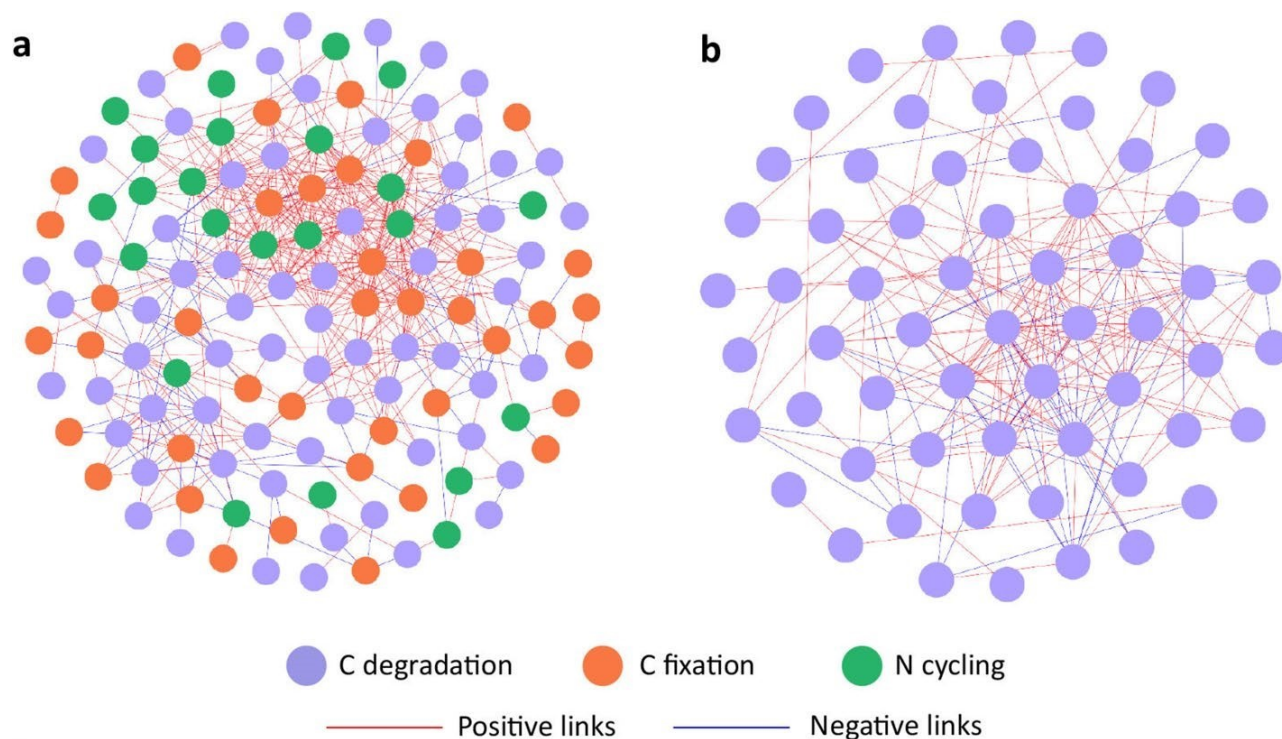 a
b
C degradation
C fixation
N cycling
Positive links
Negative links